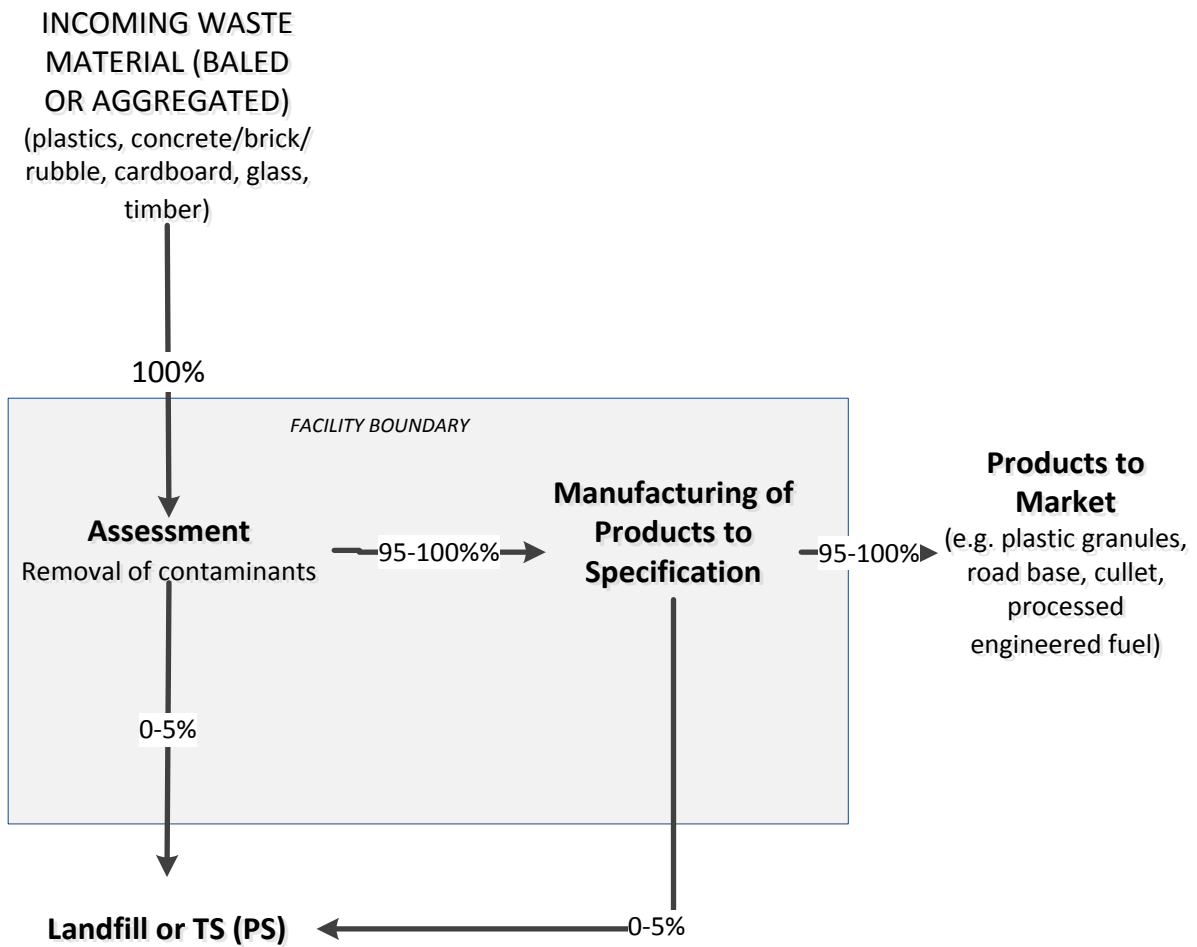 INCOMING WASTE
MATERIAL (BALED
OR AGGREGATED)
(plastics, concrete/brick/
rubble, cardboard, glass,
timber)
100%
FACILITY BOUNDARY
Assessment
Removal of contaminants
95-100%%
Manufacturing of
Products to
Specification
95-100%%
Products to
Market
(e.g. plastic granules,
road base, cullet,
processed
engineered fuel)
0-5%
Landfill or TS (PS)
0-5%